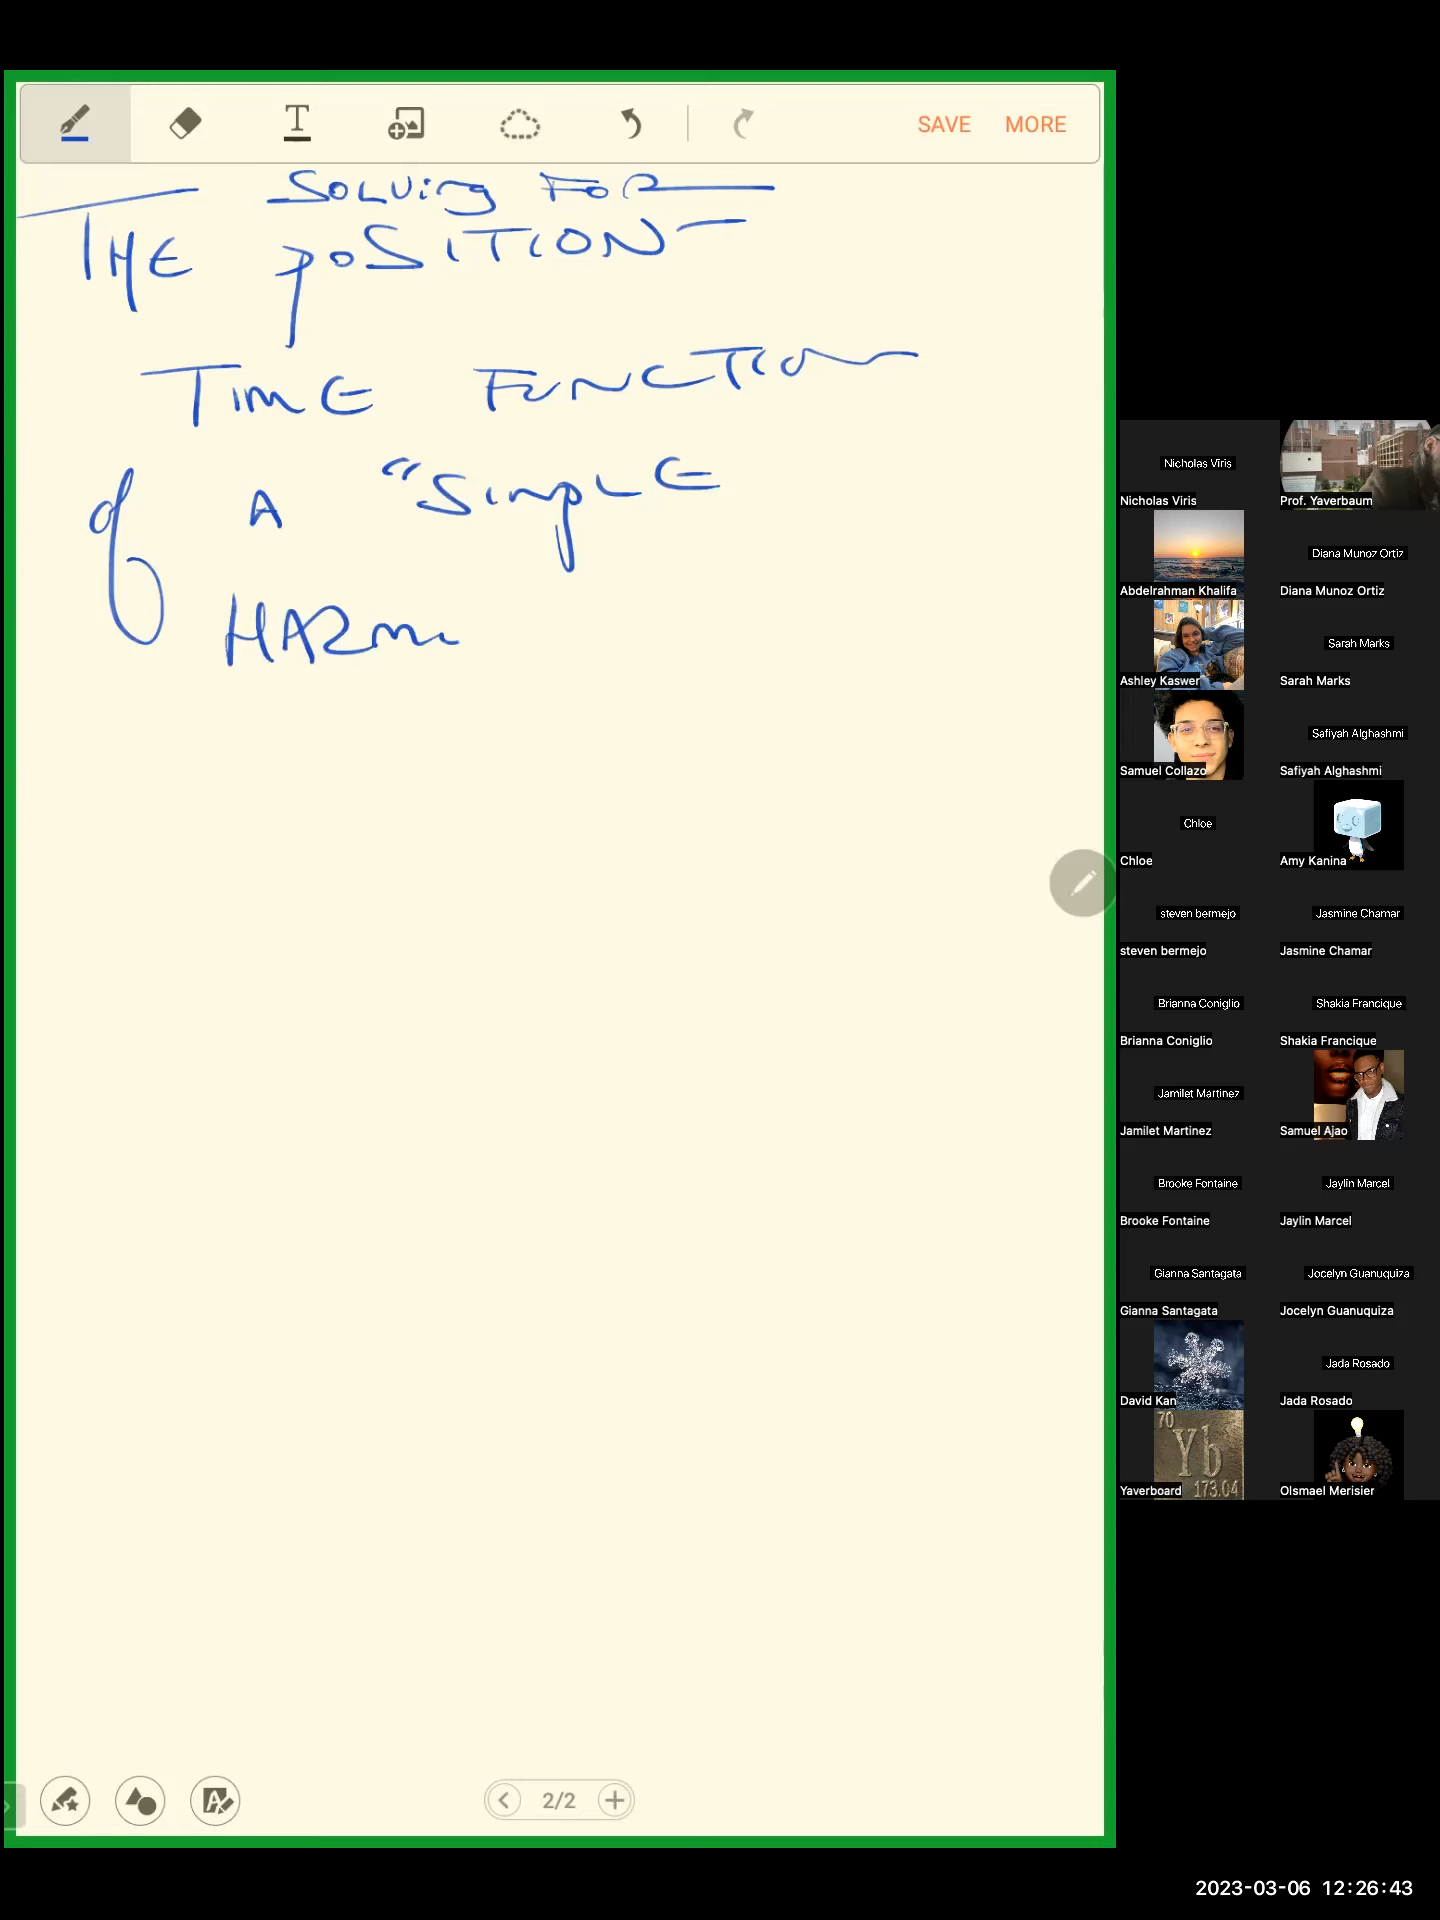 SAVE MORE
SOLVING FOR
THE POSITION-
TIME FUNCTION
of A "SIMPLE
HARM
Nicholas Viris
Nicholas Viris
Prof. Yaverbaum
Abdelrahman Khalifa
Diana Munoz Ortiz
Diana Munoz Ortiz
Ashley Kaswer
Sarah Marks
Sarah Marks
Samuel Collazo
Safiyah Alghashmi
Safiyah Alghashmi
Chloe
Chloe
Amy Kanina
steven bermejo
steven bermejo
Jasmine Chamar
Jasmine Chamar
Brianna Coniglio
Brianna Coniglio
Shakia Francique
Shakia Francique
Jamilet Martinez
Jamilet Martinez
Samuel Ajao
Brooke Fontaine
Brooke Fontaine
Jaylin Marcel
Jaylin Marcel
Gianna Santagata
Gianna Santagata
Jocelyn Guanuquiza
Jocelyn Guanuquiza
David Kan
Jada Rosado
Jada Rosado
70
Yb
173.04
Yaverboard
Olsmael Merisier
2/2
2023-03-06 12:26:43